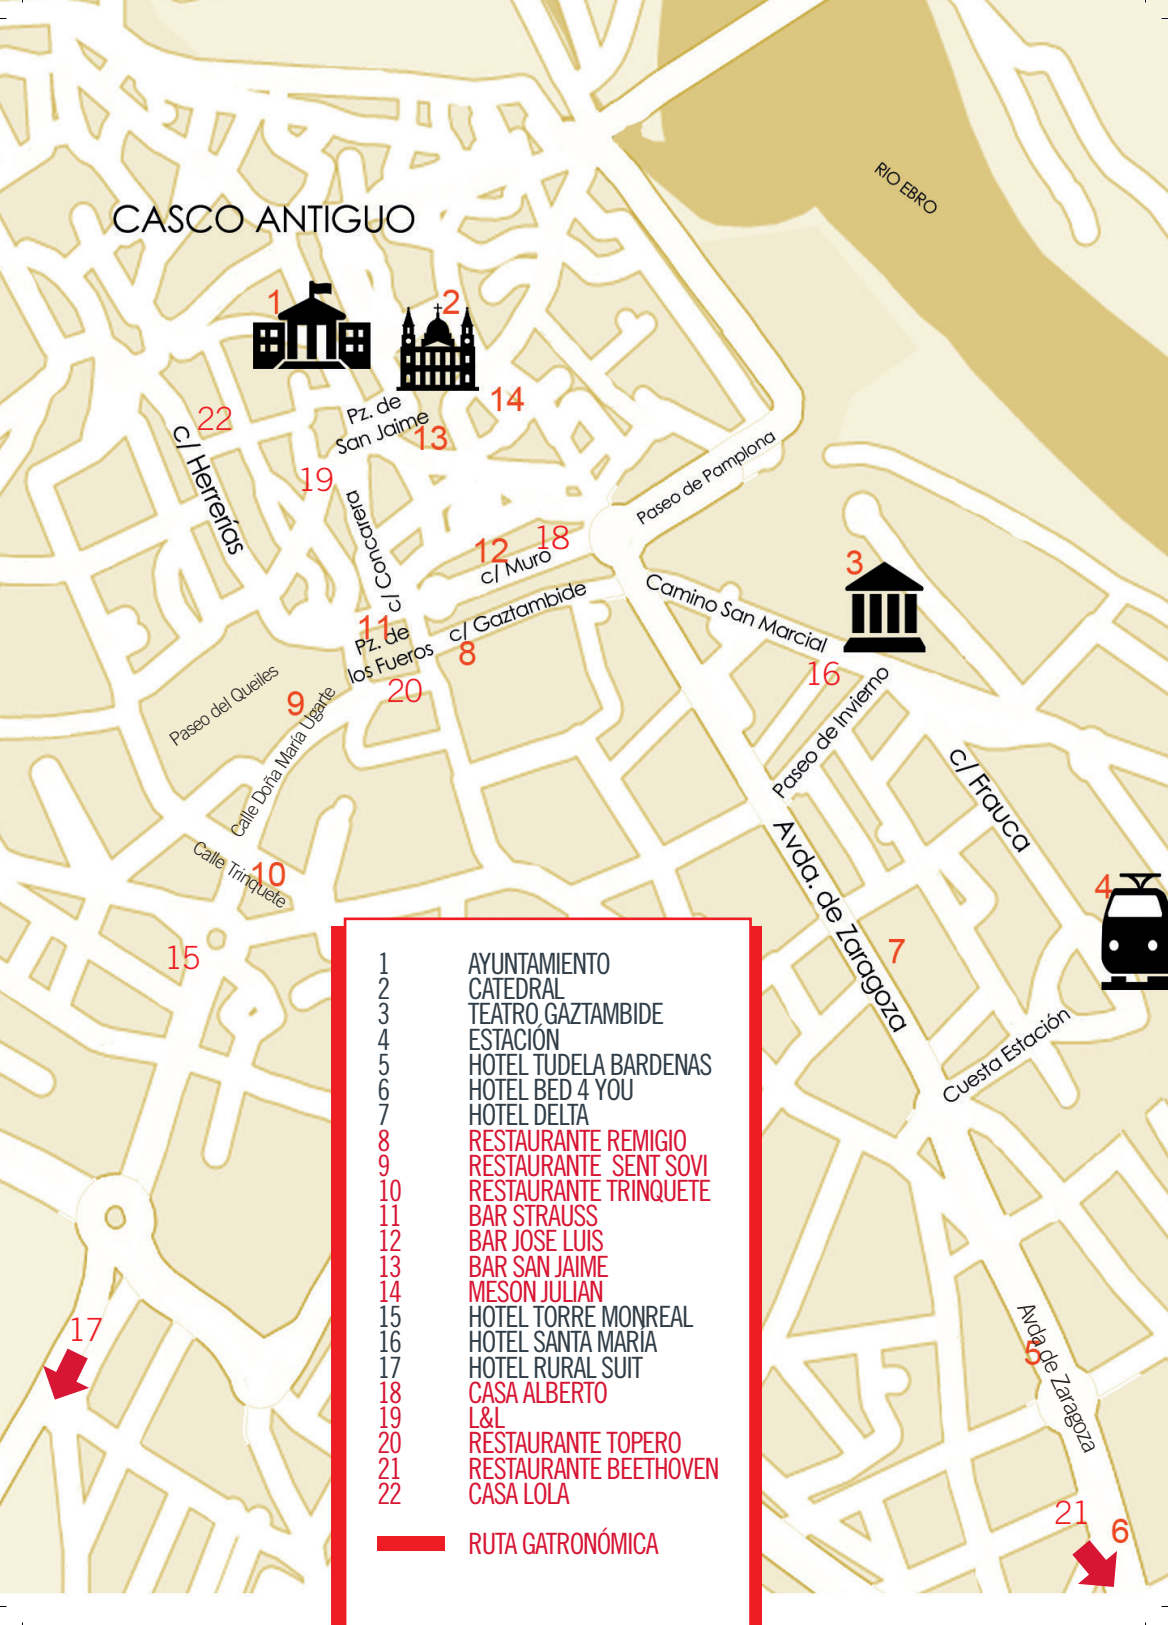 RIO EBRO
CASCO ANTIGUO
1
2
14
Pz. de
San Jaime
13
22
c/ Herrerías
19
c/ Concarera
Paseo de Pamplona
12
18
c/ Muro
c/ Gaztambide
3
Camino San Marcial
11
Pz. de
los Fueros
8
20
16
Paseo de Invierno
Paseo del Queiles
9
Calle Doña María Ugarte
c/ Frauca
Calle Trinquete
10
Avda. de Zaragoza
4
15
7
Cuesta Estación
1 AYUNTAMIENTO
2 CATEDRAL
3 TEATRO GAZTAMBIDE
4 ESTACIÓN
5 HOTEL TUDELA BARDENAS
6 HOTEL BED 4 YOU
7 HOTEL DELTA
8 RESTAURANTE REMIGIO
9 RESTAURANTE SENT SOVI
10 RESTAURANTE TRINQUETE
11 BAR STRAUSS
12 BAR JOSE LUIS
13 BAR SAN JAIME
14 MESON JULIAN
15 HOTEL TORRE MONREAL
16 HOTEL SANTA MARÍA
17 HOTEL RURAL SUIT
18 CASA ALBERTO
19 L&L
20 RESTAURANTE TOPERO
21 RESTAURANTE BEETHOVEN
22 CASA LOLA
RUTA GATRONÓMICA
17
5
Avda de Zaragoza
21
6